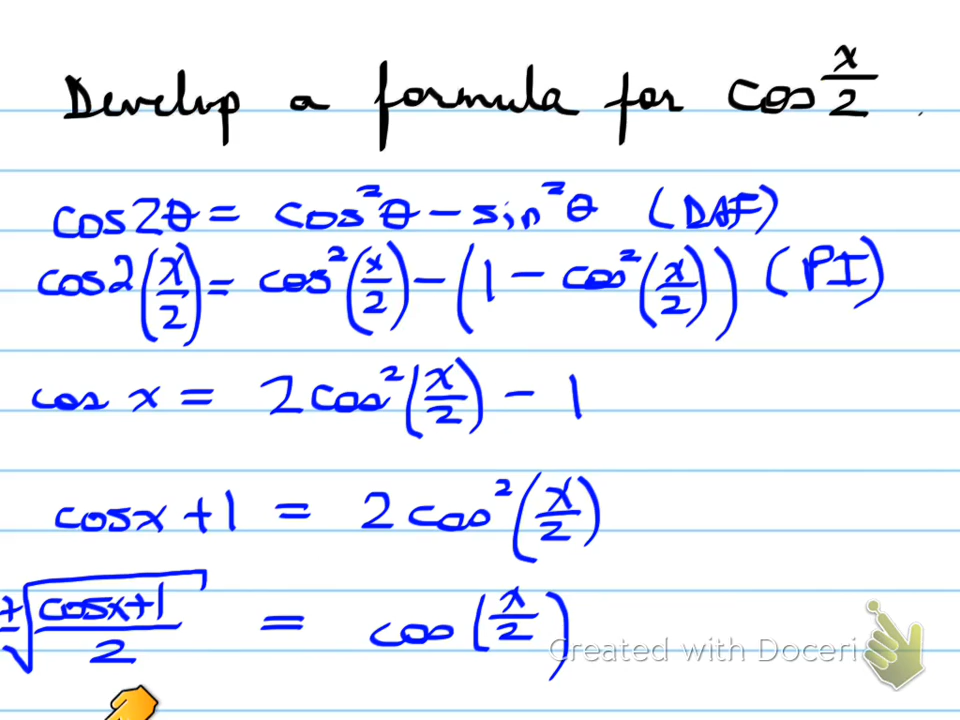 Develop a formula for cos x/2
cos2θ = cos²θ – sin²θ (DAF)
cos2(x/2) = cos²(x/2) – (1 – cos²(x/2)) (PI)
cos x = 2cos²(x/2) – 1
cosx + 1 = 2cos²(x/2)
±√((cosx+1)/2) = cos(x/2)
Created with Doceri